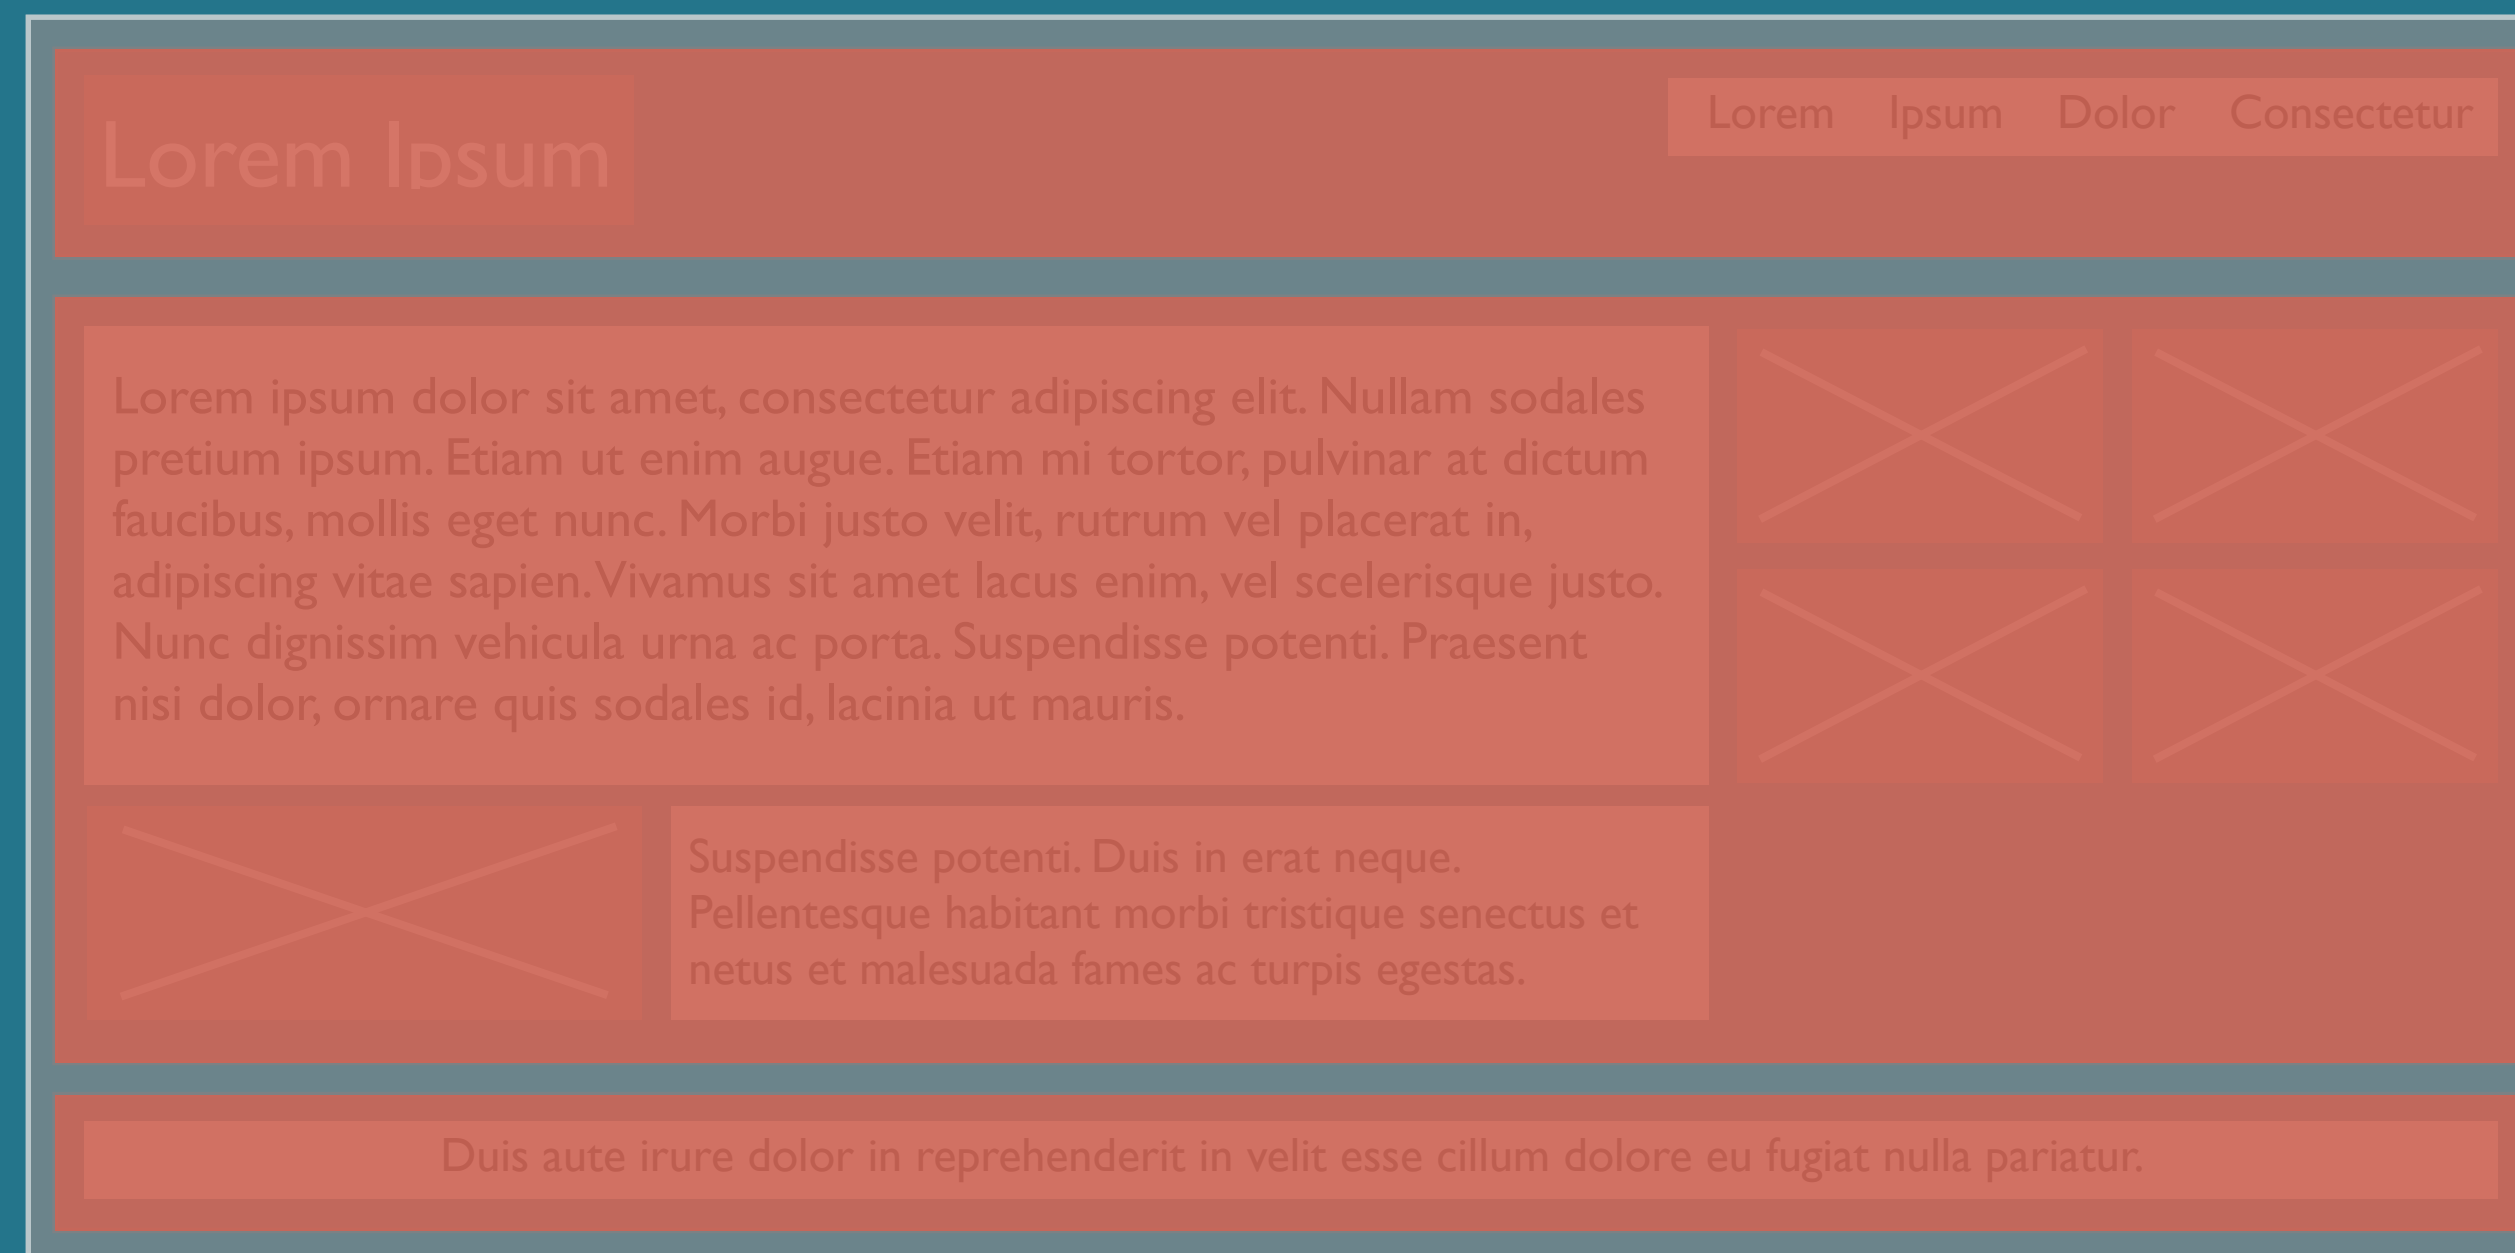 Lorem Ipsum
Lorem Ipsum Dolor Consectetur
Lorem ipsum dolor sit amet, consectetur adipiscing elit. Nullam sodales
pretium ipsum. Etiam ut enim augue. Etiam mi tortor, pulvinar at dictum
faucibus, mollis eget nunc. Morbi justo velit, rutrum vel placerat in,
adipiscing vitae sapien. Vivamus sit amet lacus enim, vel scelerisque justo.
Nunc dignissim vehicula urna ac porta. Suspendisse potenti. Praesent
nisi dolor, ornare quis sodales id, lacinia ut mauris.
Suspendisse potenti. Duis in erat neque.
Pellentesque habitant morbi tristique senectus et
netus et malesuada fames ac turpis egestas.
Duis aute irure dolor in reprehenderit in velit esse cillum dolore eu fugiat nulla pariatur.